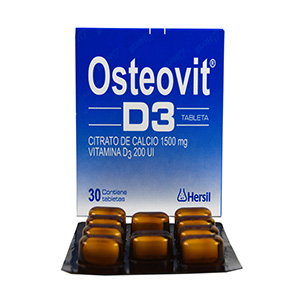 Osteovit®
D3
TABLETA
CITRATO DE CALCIO 1500 mg
VITAMINA D3 200 UI
30 Contiene
tabletas
Hersil